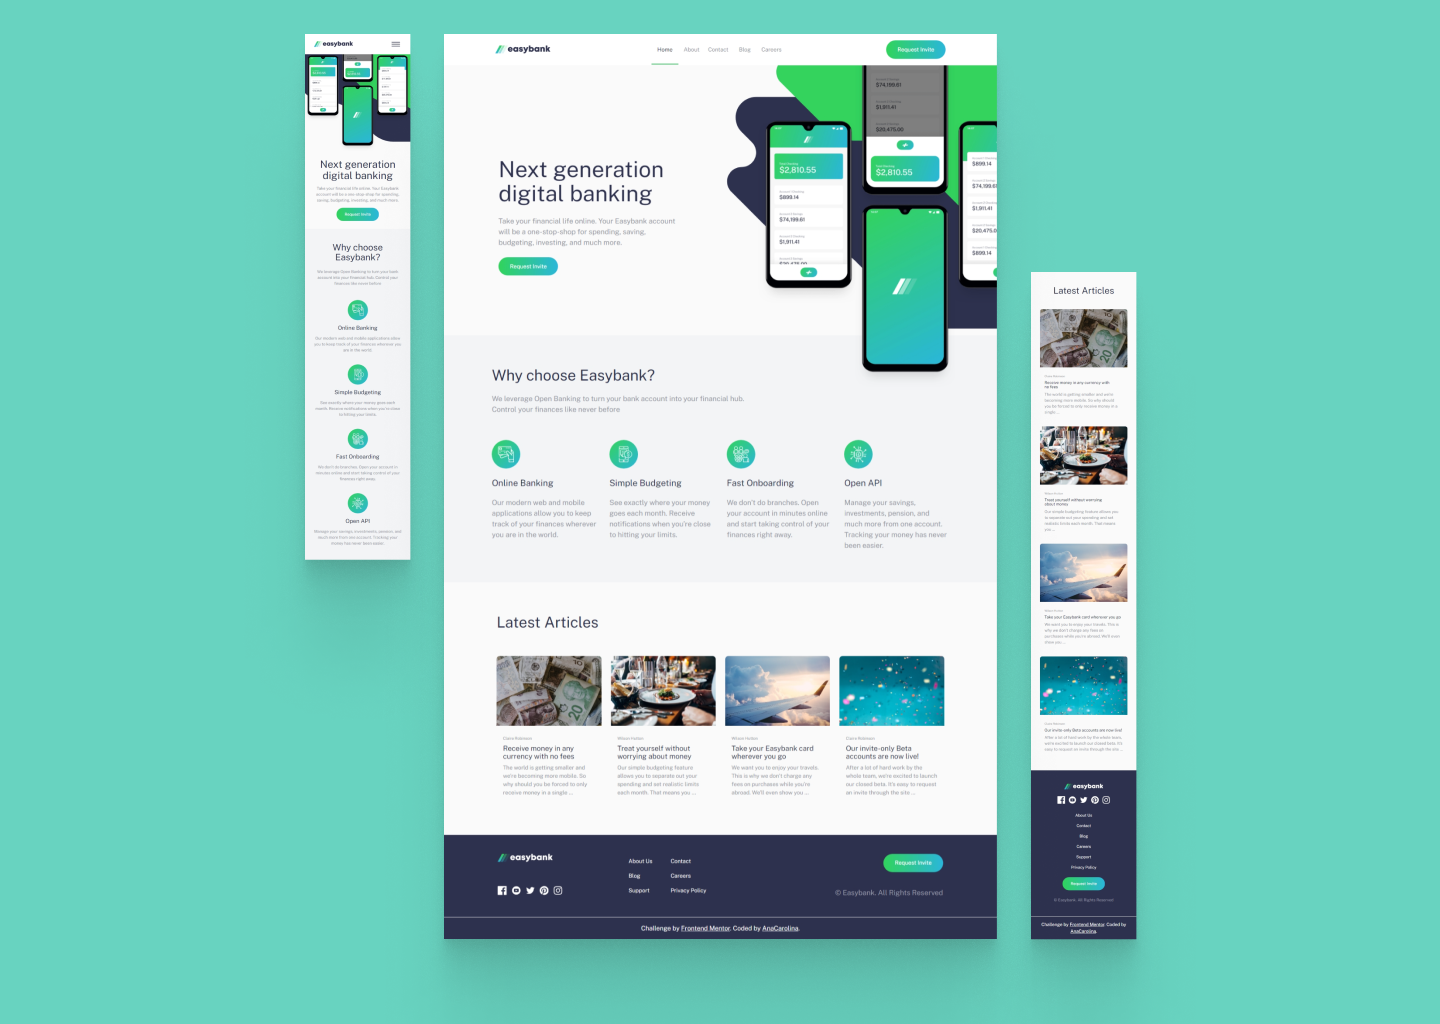 easybank
Next generation
digital banking
Take your financial life online. Your Easybank
account will be a one-stop-shop for spending,
saving, budgeting, investing, and much more.
Request Invite
Why choose
Easybank?
We leverage Open Banking to turn your bank
account into your financial hub. Control your
finances like never before
Online Banking
Our modern web and mobile applications allow
you to keep track of your finances wherever you
are in the world.
Simple Budgeting
See exactly where your money goes each
month. Receive notifications when you're close
to hitting your limits.
Fast Onboarding
We don't do branches. Open your account in
minutes online and start taking control of your
finances right away.
Open API
Manage your savings, investments, pension, and
much more from one account. Tracking your
money has never been easier.
easybank
Home About Contact Blog Careers
Request Invite
Next generation
digital banking
Take your financial life online. Your Easybank account
will be a one-stop-shop for spending, saving,
budgeting, investing, and much more.
Request Invite
$2,810.55
$899.14
$74,199.61
$1,911.41
$74,199.61
$1,911.41
$20,475.00
$2,810.55
$899.14
$1,911.41
$899.14
Why choose Easybank?
We leverage Open Banking to turn your bank account into your financial hub.
Control your finances like never before
Online Banking
Our modern web and mobile
applications allow you to keep
track of your finances wherever
you are in the world.
Simple Budgeting
See exactly where your money
goes each month. Receive
notifications when you're close
to hitting your limits.
Fast Onboarding
We don't do branches. Open
your account in minutes online
and start taking control of your
finances right away.
Open API
Manage your savings,
investments, pension, and
much more from one account.
Tracking your money has never
been easier.
Latest Articles
Claire Robinson
Receive money in any
currency with no fees
The world is getting smaller and
we're becoming more mobile. So
why should you be forced to only
receive money in a single ...
Wilson Hutton
Treat yourself without
worrying about money
Our simple budgeting feature
allows you to separate out your
spending and set realistic limits
each month. That means you ...
Wilson Hutton
Take your Easybank card
wherever you go
We want you to enjoy your travels.
This is why we don't charge any
fees on purchases while you're
abroad. We'll even show you ...
Claire Robinson
Our invite-only Beta
accounts are now live!
After a lot of hard work by the
whole team, we're excited to launch
our closed beta. It's easy to request
an invite through the site ...
easybank
About Us Contact
Blog Careers
Support Privacy Policy
Request Invite
© Easybank. All Rights Reserved
Challenge by Frontend Mentor. Coded by AnaCarolina.
Latest Articles
Claire Robinson
Receive money in any currency with
no fees
The world is getting smaller and we're
becoming more mobile. So why should
you be forced to only receive money in a
single ...
Wilson Hutton
Treat yourself without worrying
about money
Our simple budgeting feature allows you
to separate out your spending and set
realistic limits each month. That means
you ...
Wilson Hutton
Take your Easybank card wherever you go
We want you to enjoy your travels. This is
why we don't charge any fees on
purchases while you're abroad. We'll even
show you ...
Claire Robinson
Our invite-only Beta accounts are now live!
After a lot of hard work by the whole team,
we're excited to launch our closed beta. It's
easy to request an invite through the site ...
easybank
About Us
Contact
Blog
Careers
Support
Privacy Policy
Request Invite
© Easybank. All Rights Reserved
Challenge by Frontend Mentor. Coded by
AnaCarolina.